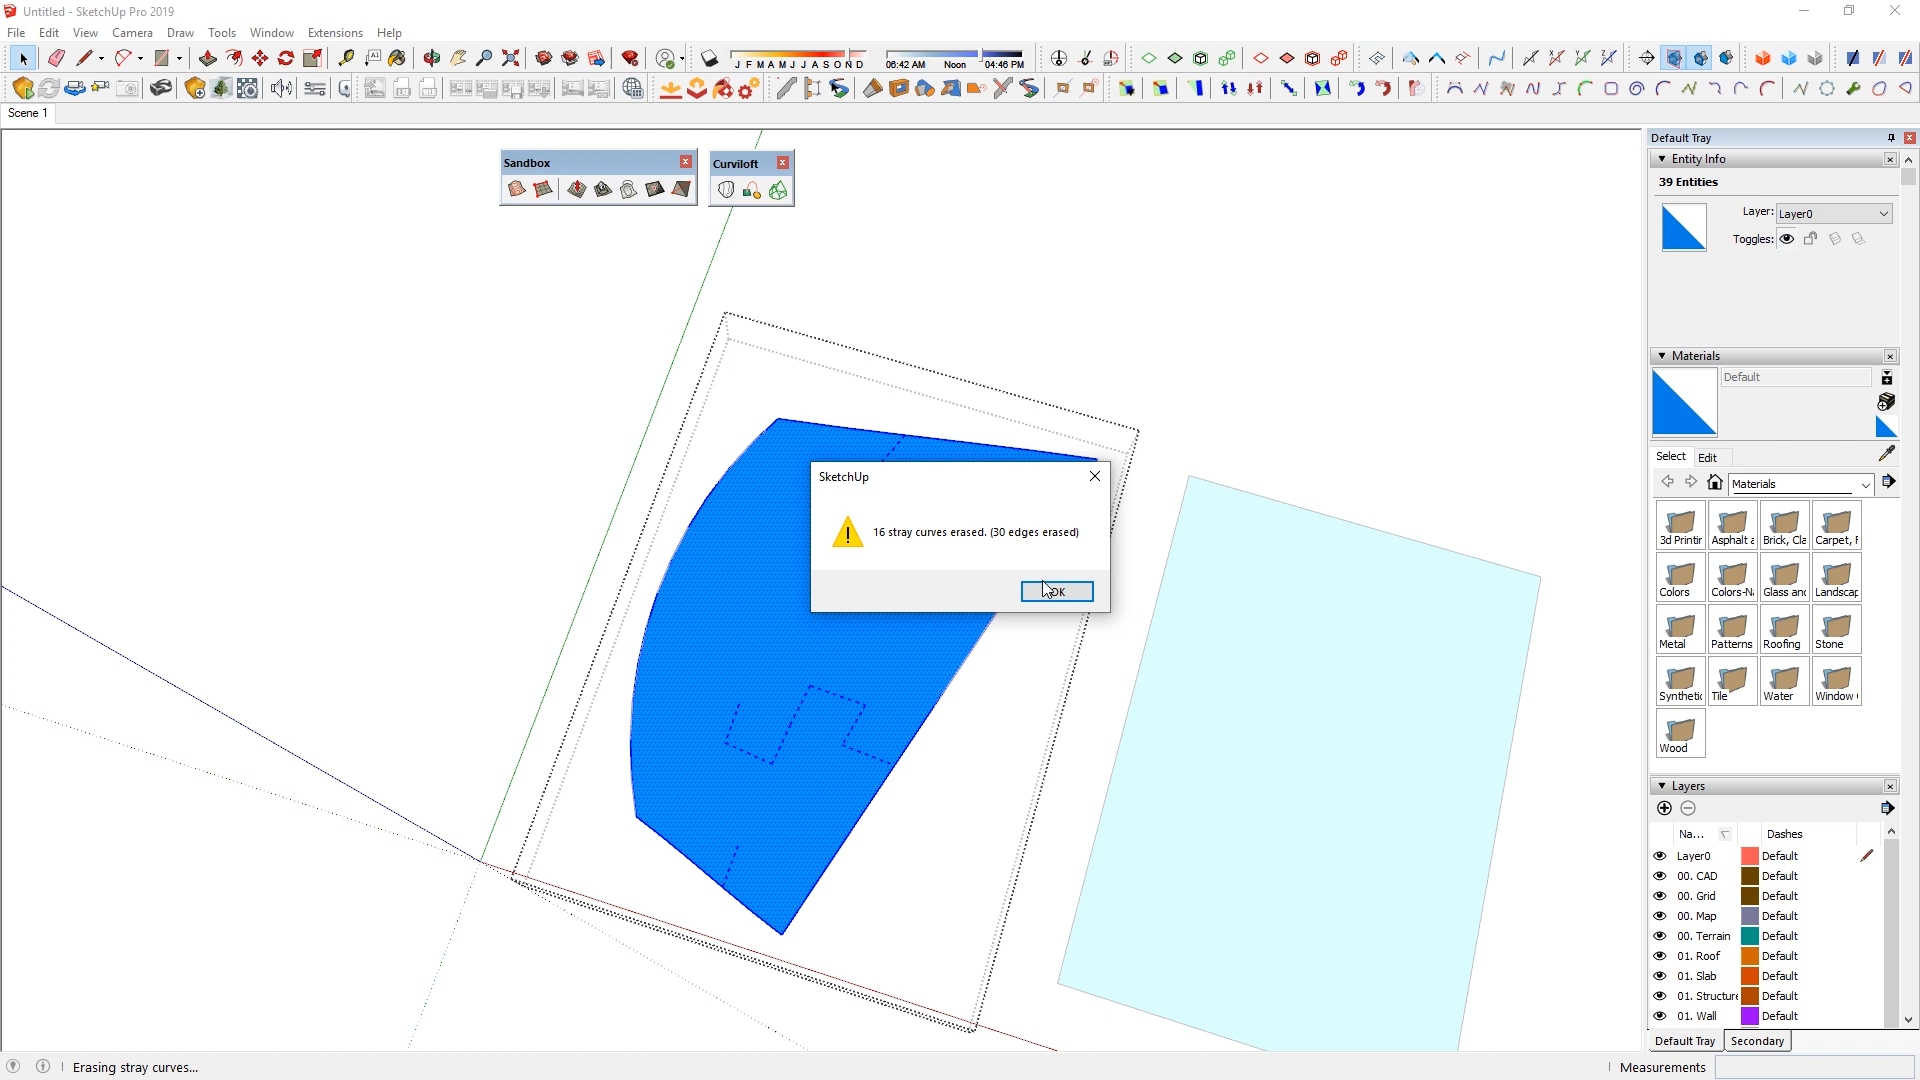 Untitled - SketchUp Pro 2019
File Edit View Camera Draw Tools Window Extensions Help
J F M A M J J A S O N D
06:42 AM Noon 04:46 PM
Scene 1
Default Tray
Sandbox
Curviloft
Entity Info
39 Entities
Layer: Layer0
Toggles:
Materials
Default
Select Edit
Materials
3d Printir Asphalt a Brick, Cla Carpet, F
Colors Colors-Na Glass and Landscap
Metal Patterns Roofing Stone
Synthetic Tile Water Window
Wood
SketchUp
16 stray curves erased. (30 edges erased)
OK
Layers
Na... Dashes
Layer0 Default
00. CAD Default
00. Grid Default
00. Map Default
00. Terrain Default
01. Roof Default
01. Slab Default
01. Structure Default
01. Wall Default
Default Tray Secondary
Erasing stray curves...
Measurements